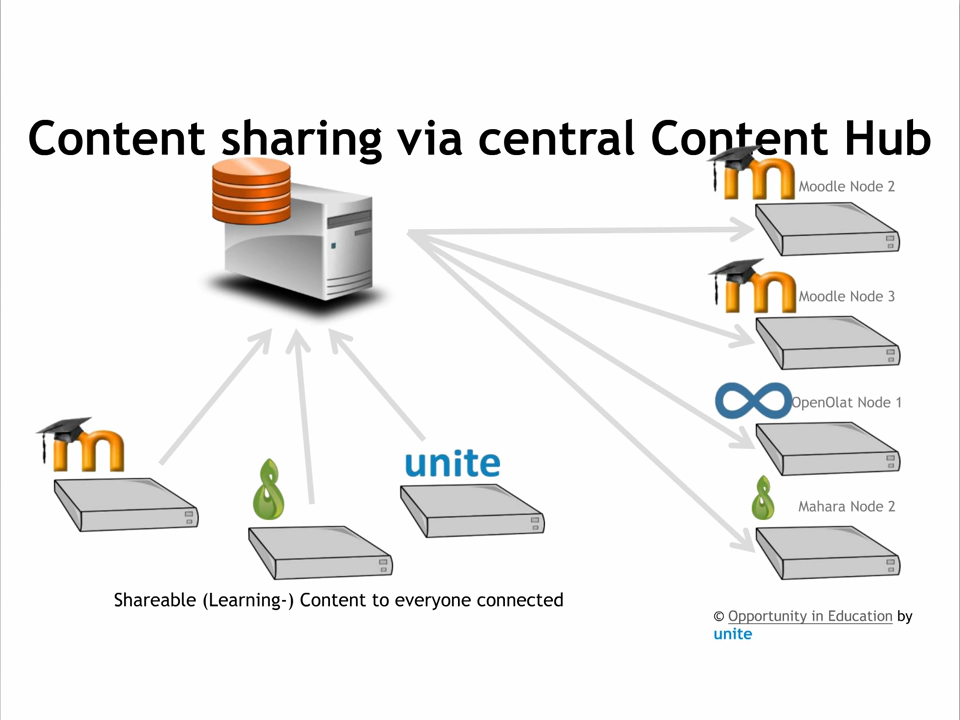 Content sharing via central Content Hub
m
Moodle Node 2
m
Moodle Node 3
OpenOlat Node 1
m
unite
Mahara Node 2
Shareable (Learning-) Content to everyone connected
© Opportunity in Education by
unite